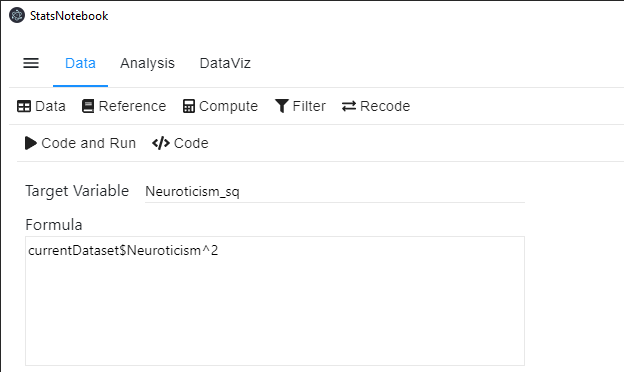 StatsNotebook
Data Analysis DataViz
Data Reference Compute Filter Recode
Code and Run Code
Target Variable Neuroticism_sq
Formula
currentDataset$Neuroticism^2